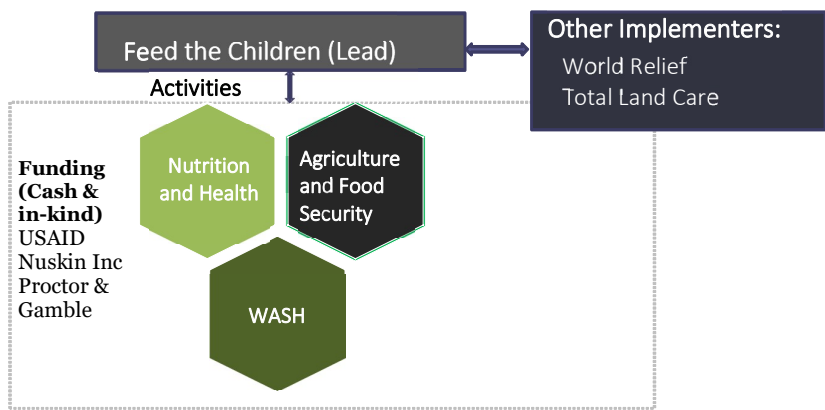 Feed the Children (Lead)
Other Implementers:
World Relief
Total Land Care
Activities
Funding
(Cash &
in-kind)
USAID
Nuskin Inc
Proctor &
Gamble
Nutrition
and Health
Agriculture
and Food
Security
WASH